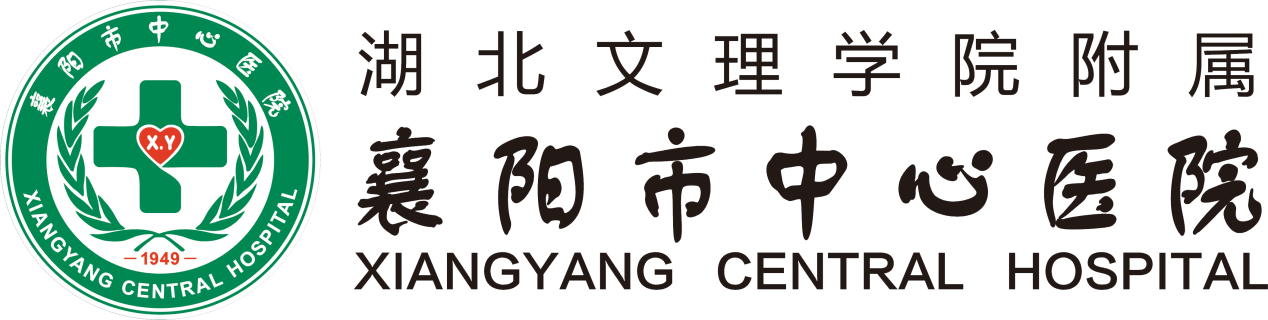 襄阳市中心医院
X.Y
1949
XIANGYANG CENTRAL HOSPITAL
湖北文理学院附属
襄阳市中心医院
XIANGYANG CENTRAL HOSPITAL